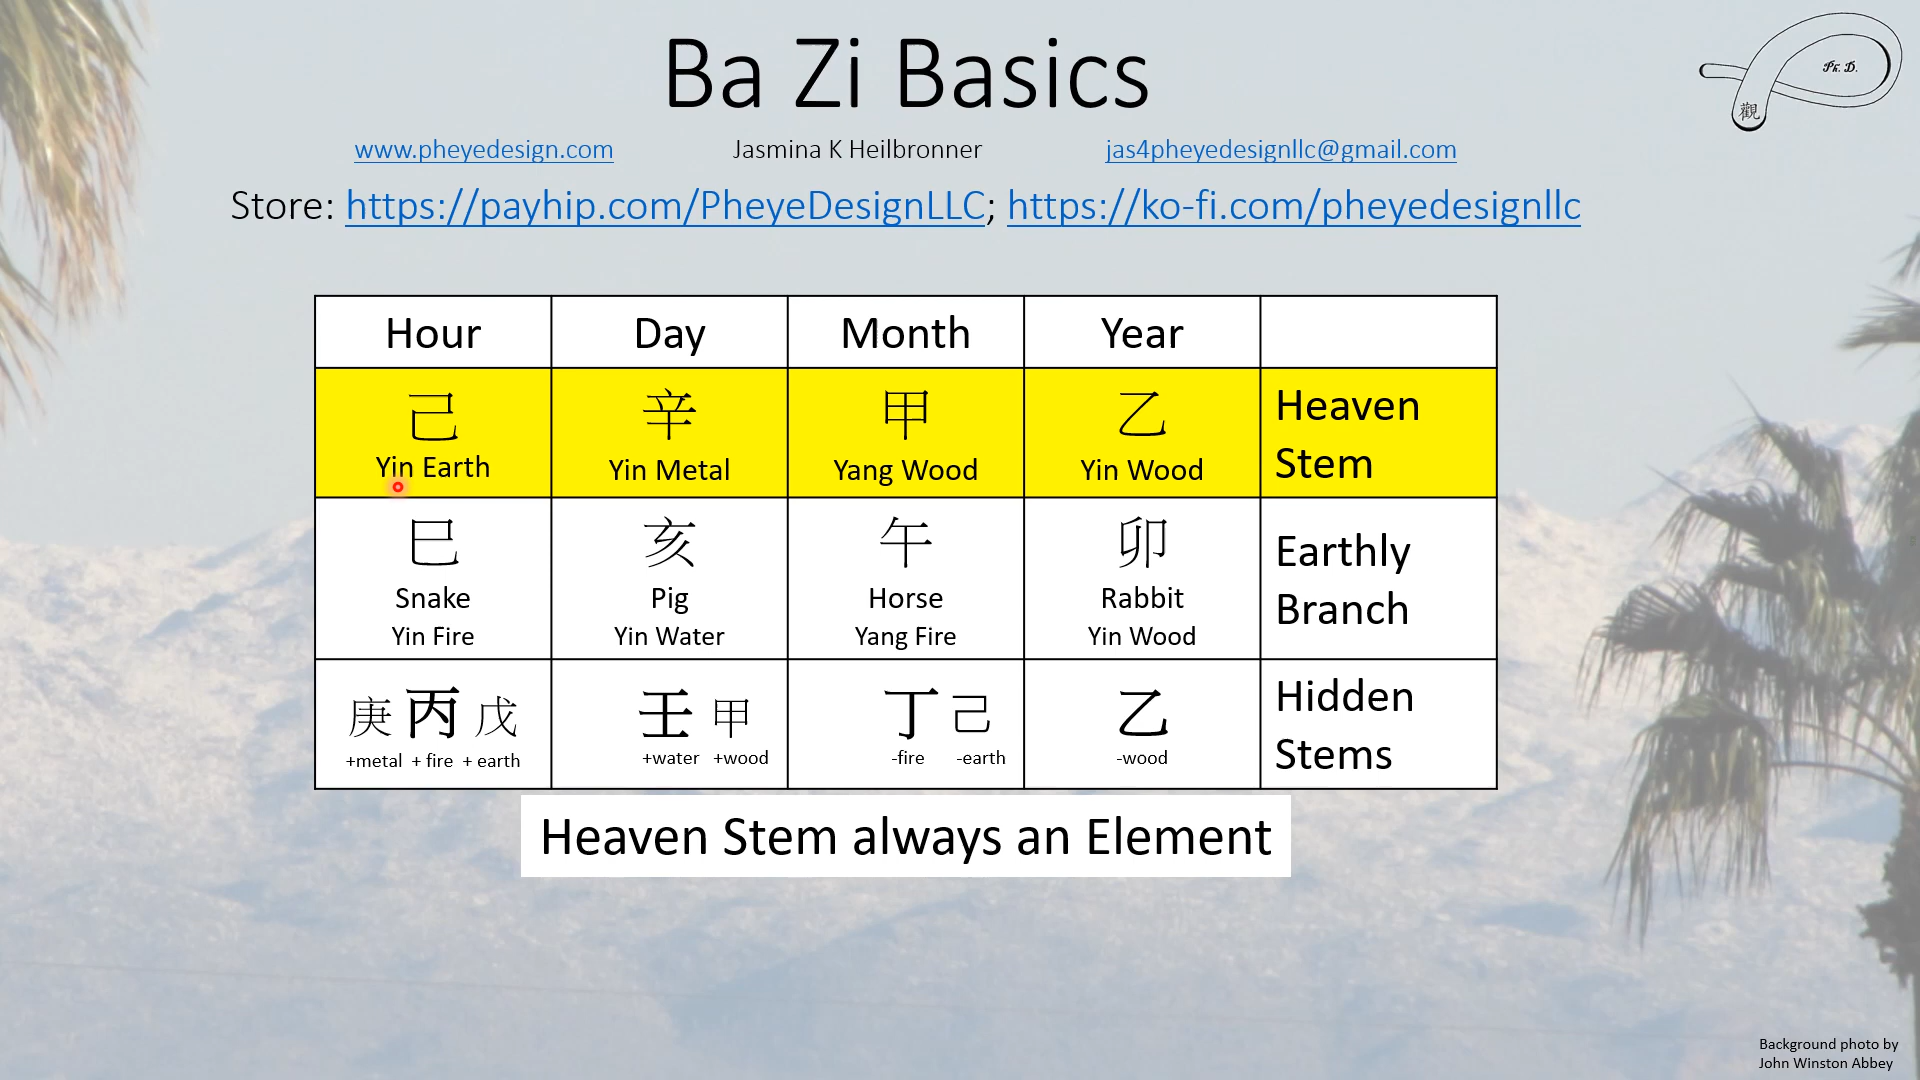 Ba Zi Basics
Ph. D.
觀
www.pheyedesign.com Jasmina K Heilbronner jas4pheyedesignllc@gmail.com
Store: https://payhip.com/PheyeDesignLLC; https://ko-fi.com/pheyedesignllc
Hour Day Month Year
己 辛 甲 乙 Heaven
Yin Earth Yin Metal Yang Wood Yin Wood Stem
巳 亥 午 卯 Earthly
Snake Pig Horse Rabbit Branch
Yin Fire Yin Water Yang Fire Yin Wood
庚 丙 戊 壬 甲 丁 己 乙 Hidden
+metal + fire + earth +water +wood -fire -earth -wood Stems
Heaven Stem always an Element
Background photo by
John Winston Abbey